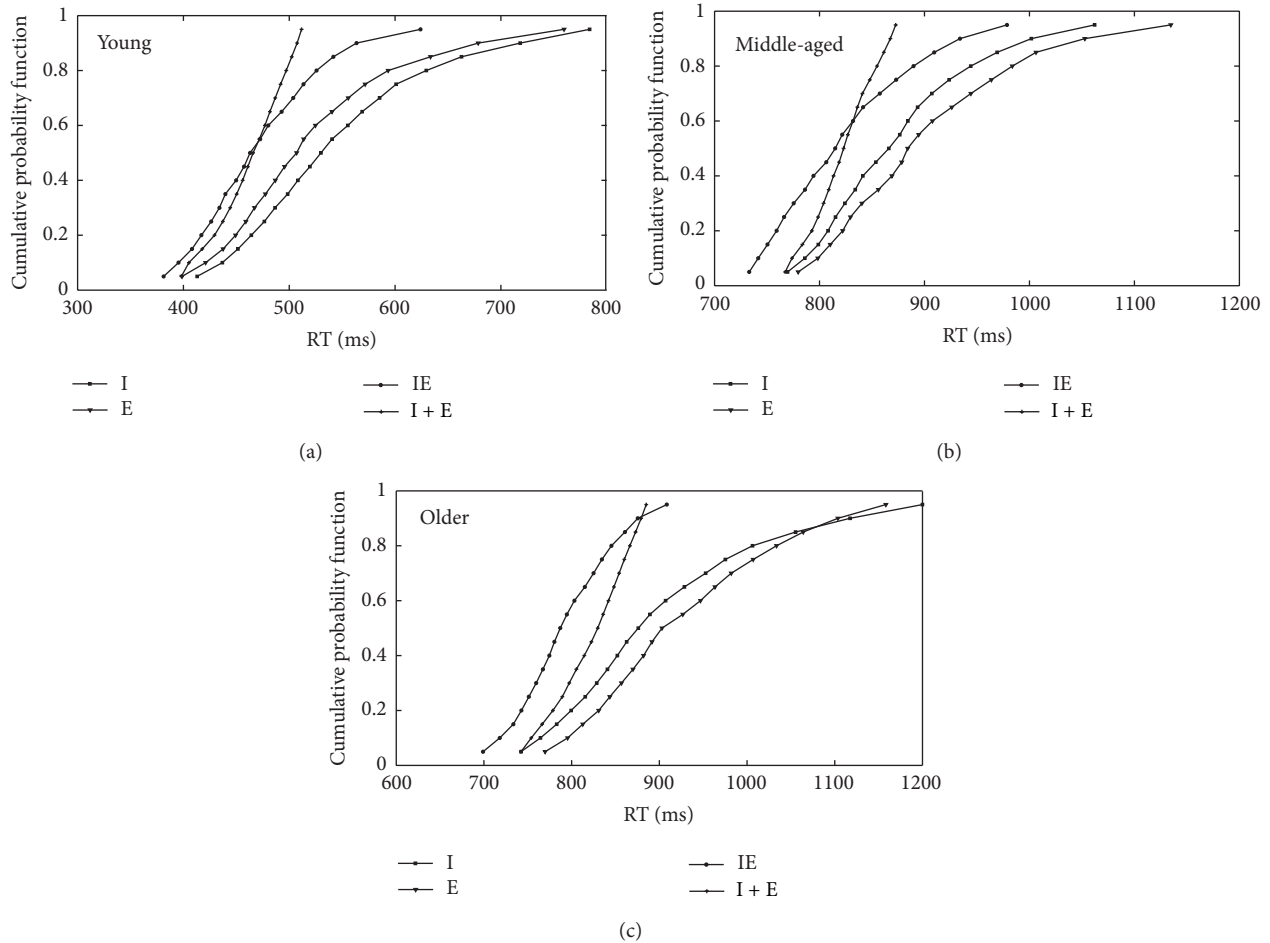 Young
Cumulative probability function
1
0.8
0.6
0.4
0.2
0
300 400 500 600 700 800
RT (ms)
I
E
IE
I + E
(a)
Middle-aged
Cumulative probability function
1
0.8
0.6
0.4
0.2
0
700 800 900 1000 1100 1200
RT (ms)
I
E
IE
I + E
(b)
Older
Cumulative probability function
1
0.8
0.6
0.4
0.2
0
600 700 800 900 1000 1100 1200
RT (ms)
I
E
IE
I + E
(c)